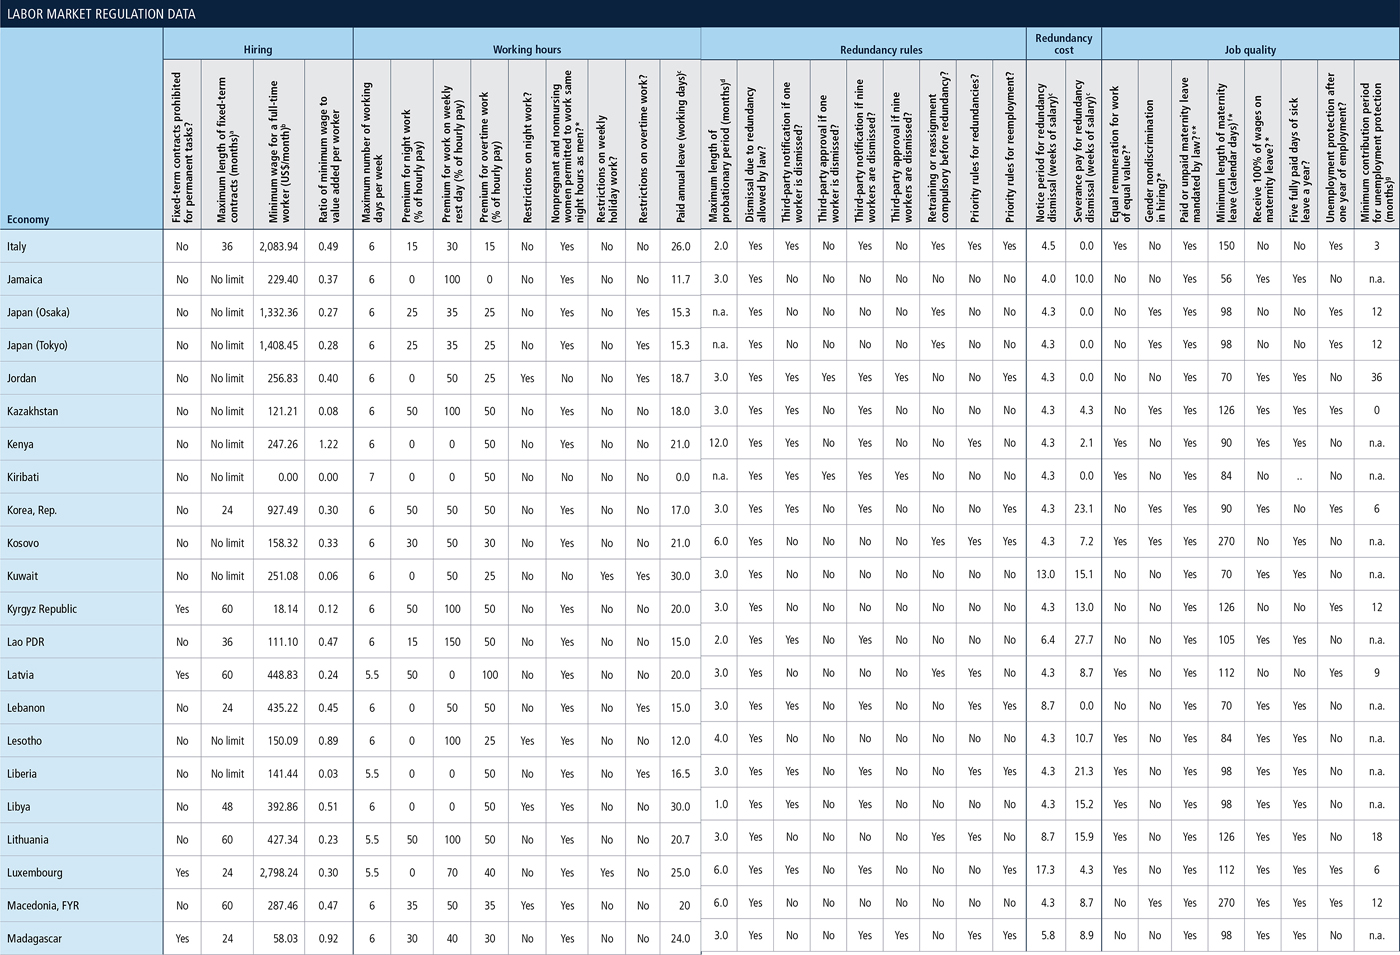 LABOR MARKET REGULATION DATA
Hiring Working hours Redundancy rules Redundancy cost Job quality
Economy
Fixed-term contracts prohibited for permanent tasks?
Maximum length of fixed-term contracts (months)ᵃ
Minimum wage for a full-time worker (US$/month)ᵇ
Ratio of minimum wage to value added per worker
Maximum number of working days per week
Premium for night work (% of hourly pay)
Premium for work on weekly rest day (% of hourly pay)
Premium for overtime work (% of hourly pay)
Restrictions on night work?
Nonpregnant and nonnursing women permitted to work same night hours as men?*
Restrictions on weekly holiday work?
Restrictions on overtime work?
Paid annual leave (working days)ᶜ
Maximum length of probationary period (months)ᵈ
Dismissal due to redundancy allowed by law?
Third-party notification if one worker is dismissed?
Third-party approval if one worker is dismissed?
Third-party notification if nine workers are dismissed?
Third-party approval if nine workers are dismissed?
Retraining or reassignment compulsory before redundancy?
Priority rules for redundancies?
Priority rules for reemployment?
Notice period for redundancy dismissal (weeks of salary)ᶜ
Severance pay for redundancy dismissal (weeks of salary)ᶜ
Equal remuneration for work of equal value?*
Gender nondiscrimination in hiring?*
Paid or unpaid maternity leave mandated by law?**
Minimum length of maternity leave (calendar days)ᶠ*
Receive 100% of wages on maternity leave?*
Five fully paid days of sick leave a year?
Unemployment protection after one year of employment?
Minimum contribution period for unemployment protection (months)ᵍ
Italy No 36 2,083.94 0.49 6 15 30 15 No Yes No No 26.0 2.0 Yes Yes No Yes No Yes Yes Yes 4.5 0.0 Yes No Yes 150 No No Yes 3
Jamaica No No limit 229.40 0.37 6 0 100 0 No Yes No No 11.7 3.0 Yes No No No No No No No 4.0 10.0 No No Yes 56 Yes Yes No n.a.
Japan (Osaka) No No limit 1,332.36 0.27 6 25 35 25 No Yes No Yes 15.3 n.a. Yes No No No No Yes No No 4.3 0.0 No Yes Yes 98 No No Yes 12
Japan (Tokyo) No No limit 1,408.45 0.28 6 25 35 25 No Yes No Yes 15.3 n.a. Yes No No No No Yes No No 4.3 0.0 No Yes Yes 98 No No Yes 12
Jordan No No limit 256.83 0.40 6 0 50 25 Yes No No Yes 18.7 3.0 Yes Yes Yes Yes Yes No No Yes 4.3 0.0 No No Yes 70 Yes Yes No 36
Kazakhstan No No limit 121.21 0.08 6 50 100 50 No Yes No No 18.0 3.0 Yes Yes No Yes No Yes No No 4.3 4.3 No Yes Yes 126 Yes Yes Yes 0
Kenya No No limit 247.26 1.22 6 0 0 50 No Yes No No 21.0 12.0 Yes Yes No Yes No No Yes No 4.3 2.1 Yes No Yes 90 Yes Yes No n.a.
Kiribati No No limit 0.00 0.00 7 0 0 50 No No No No 0.0 n.a. Yes Yes Yes Yes Yes No No No 4.3 0.0 Yes No Yes 84 No .. No n.a.
Korea, Rep. No 24 927.49 0.30 6 50 50 50 No Yes No No 17.0 3.0 Yes Yes No Yes No No No Yes 4.3 23.1 No Yes Yes 90 Yes No Yes 6
Kosovo No No limit 158.32 0.33 6 30 50 30 No Yes No No 21.0 6.0 Yes No No No No Yes Yes Yes 4.3 7.2 Yes Yes Yes 270 No Yes No n.a.
Kuwait No No limit 251.08 0.06 6 0 50 25 No No Yes Yes 30.0 3.0 Yes No No No No No No No 13.0 15.1 No No Yes 70 Yes Yes No n.a.
Kyrgyz Republic Yes 60 18.14 0.12 6 50 100 50 No Yes No No 20.0 3.0 Yes No No No No No No No 4.3 13.0 No No Yes 126 No No Yes 12
Lao PDR No 36 111.10 0.47 6 15 150 50 No Yes No No 15.0 2.0 Yes Yes No Yes No No No No 6.4 27.7 No No Yes 105 Yes Yes No n.a.
Latvia Yes 60 448.83 0.24 5.5 50 0 100 No Yes No No 20.0 3.0 Yes No No No No Yes Yes No 4.3 8.7 Yes No Yes 112 No No Yes 9
Lebanon No 24 435.22 0.45 6 0 50 50 No Yes No Yes 15.0 3.0 Yes Yes No Yes No No Yes Yes 8.7 0.0 No No Yes 70 Yes Yes No n.a.
Lesotho No No limit 150.09 0.89 6 0 100 25 Yes Yes No No 12.0 4.0 Yes No No No No No No No 4.3 10.7 Yes No Yes 84 Yes Yes No n.a.
Liberia No No limit 141.44 0.03 5.5 0 0 50 No Yes No Yes 16.5 3.0 Yes Yes No Yes No No Yes Yes 4.3 21.3 Yes Yes Yes 98 Yes Yes No n.a.
Libya No 48 392.86 0.51 6 0 0 50 Yes Yes No No 30.0 1.0 Yes Yes No Yes No No No No 4.3 15.2 Yes No Yes 98 Yes Yes No n.a.
Lithuania No 60 427.34 0.23 5.5 50 100 50 No Yes No No 20.7 3.0 Yes No No No No Yes Yes No 8.7 15.9 Yes No Yes 126 Yes Yes No 18
Luxembourg Yes 24 2,798.24 0.30 5.5 0 70 40 No Yes Yes No 25.0 6.0 Yes Yes No Yes No No No Yes 17.3 4.3 Yes No Yes 112 Yes Yes Yes 6
Macedonia, FYR No 60 287.46 0.47 6 35 50 35 Yes Yes No No 20 6.0 Yes No No No No No No No 4.3 8.7 No Yes Yes 270 No Yes Yes 12
Madagascar Yes 24 58.03 0.92 6 30 40 30 No Yes No No 24.0 3.0 Yes No No Yes Yes No Yes Yes 5.8 8.9 No No Yes 98 Yes Yes No n.a.